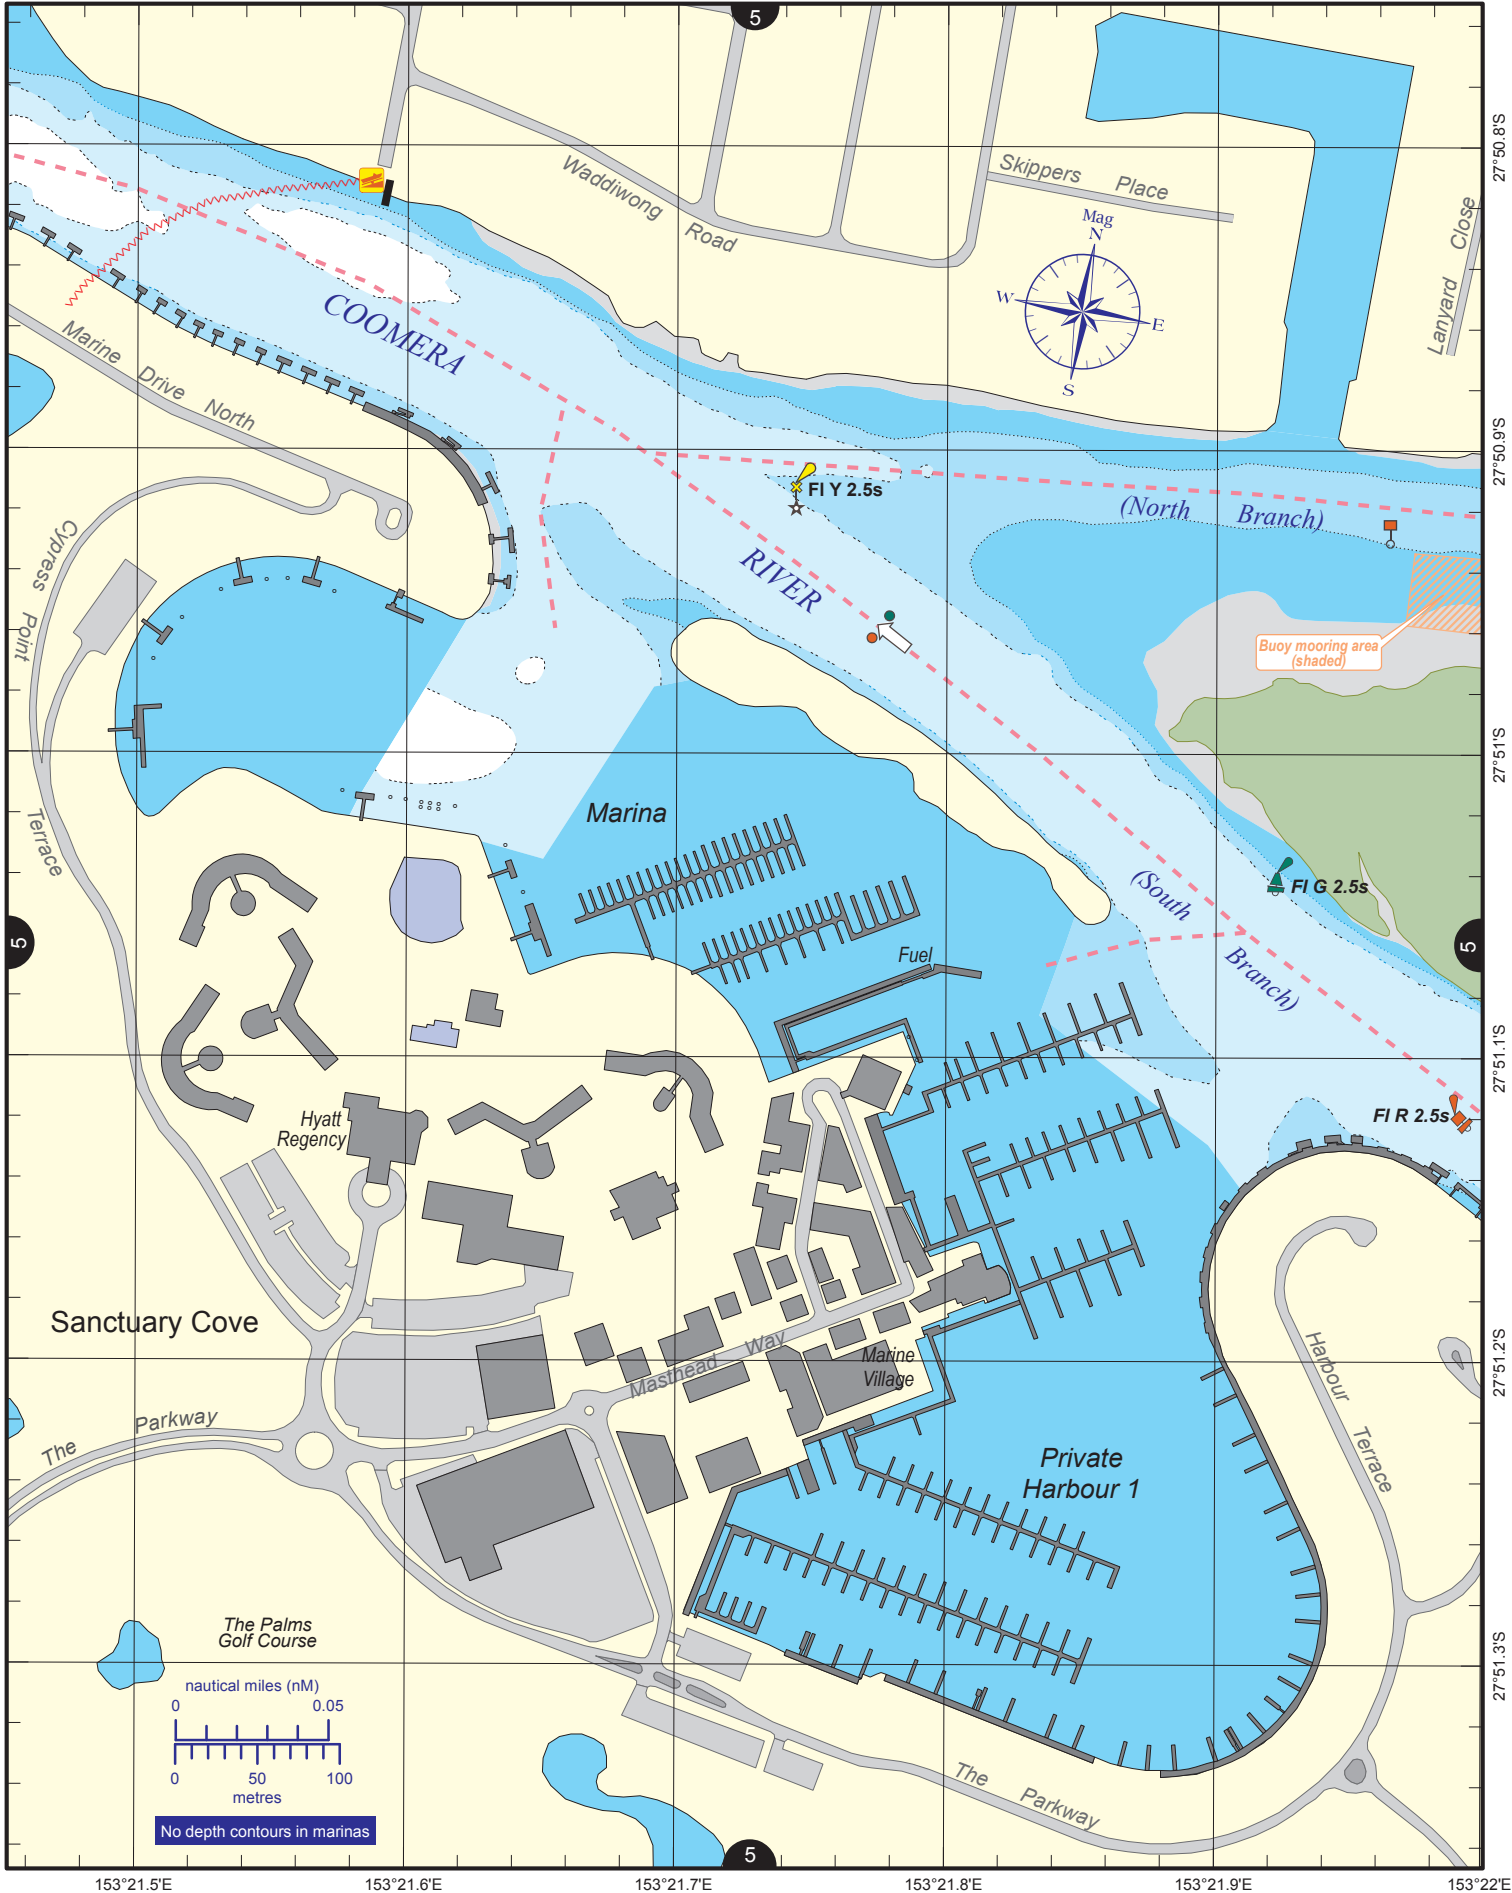 5
27°50.8'S
Waddiwong
Road
Skippers Place
Lanyard Close
Mag
N
W
E
S
COOMERA
Marine Drive North
27°50.9'S
Fl Y 2.5s
(North Branch)
RIVER
Cypress Point
Terrace
Buoy mooring area
(shaded)
27°51'S
Marina
(South
Branch)
Fl G 2.5s
5
5
Fuel
27°51.1'S
Fl R 2.5s
Hyatt
Regency
Sanctuary Cove
Masthead Way
Marine
Village
Harbour
Terrace
27°51.2'S
The Parkway
Private
Harbour 1
The Palms
Golf Course
27°51.3'S
nautical miles (nM)
0 0.05
0 50 100
metres
No depth contours in marinas
The Parkway
5
153°21.5'E 153°21.6'E 153°21.7'E 153°21.8'E 153°21.9'E 153°22'E